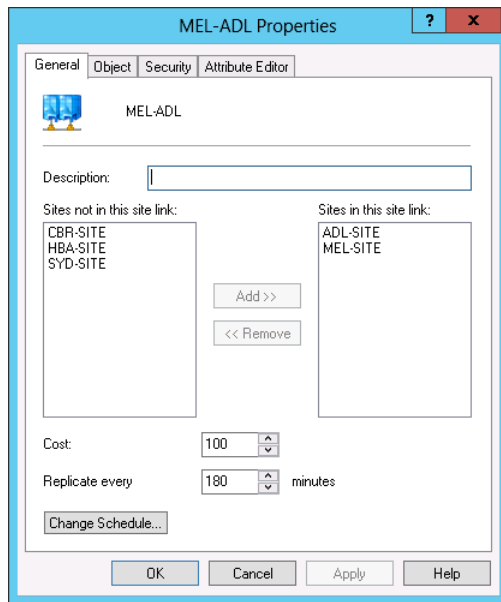 MEL-ADL Properties
?
x
General Object Security Attribute Editor
MEL-ADL
Description:
Sites not in this site link:
CBR-SITE
HBA-SITE
SYD-SITE
Add >>
<< Remove
Sites in this site link:
ADL-SITE
MEL-SITE
Cost: 100
Replicate every 180 minutes
Change Schedule...
OK Cancel Apply Help